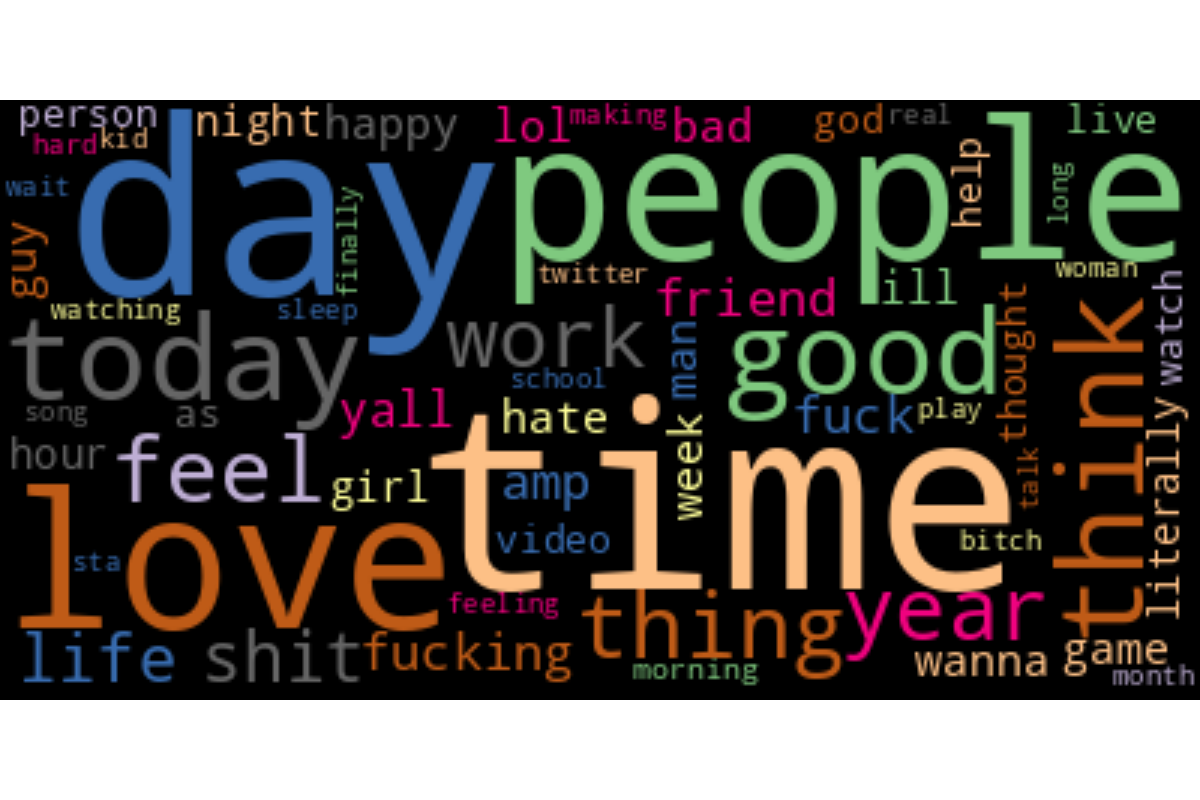 person
night
happy
lol
making
bad
god
real
live
hard
kid
day
people
help
long
wait
finally
guy
twitter
woman
watching
sleep
friend
ill
watch
today
work
man
good
thought
think
school
song
as
yall
hate
fuck
play
hour
feel
girl
time
week
amp
talk
literally
love
video
bitch
sta
feeling
thing
year
life
shit
fucking
morning
wanna
game
month